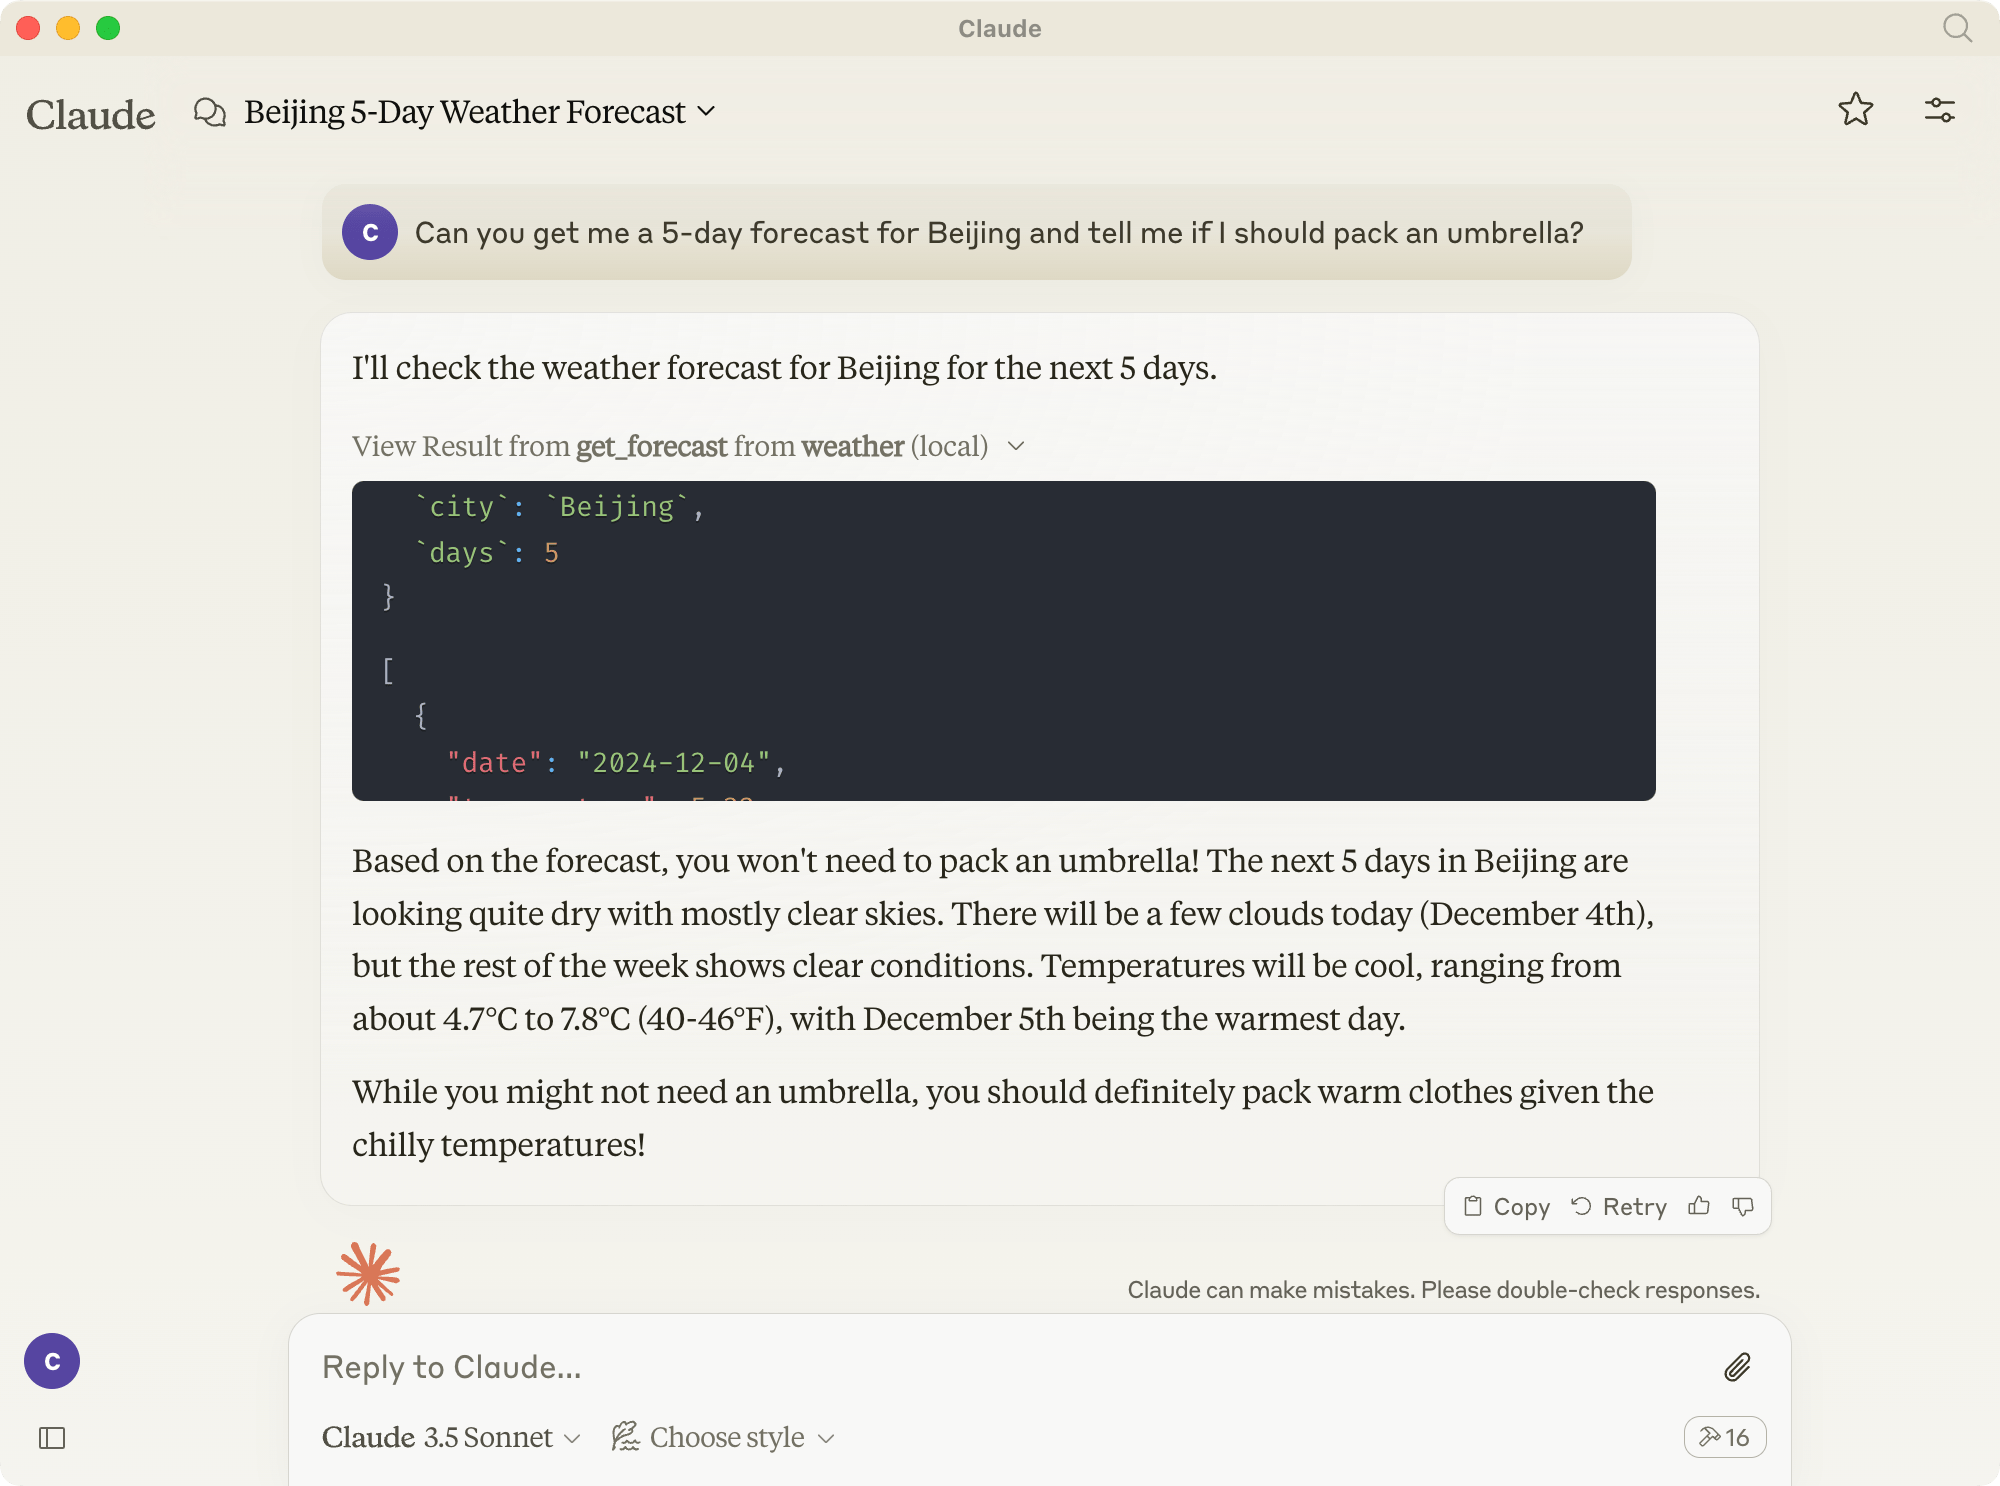 Claude
Claude
Beijing 5-Day Weather Forecast
C
Can you get me a 5-day forecast for Beijing and tell me if I should pack an umbrella?
I'll check the weather forecast for Beijing for the next 5 days.
View Result from get_forecast from weather (local)
`city`: `Beijing`,
`days`: 5
}
[
{
"date": "2024-12-04",
Based on the forecast, you won't need to pack an umbrella! The next 5 days in Beijing are
looking quite dry with mostly clear skies. There will be a few clouds today (December 4th),
but the rest of the week shows clear conditions. Temperatures will be cool, ranging from
about 4.7°C to 7.8°C (40-46°F), with December 5th being the warmest day.
While you might not need an umbrella, you should definitely pack warm clothes given the
chilly temperatures!
Copy Retry
Claude can make mistakes. Please double-check responses.
C
Reply to Claude...
Claude 3.5 Sonnet Choose style 16